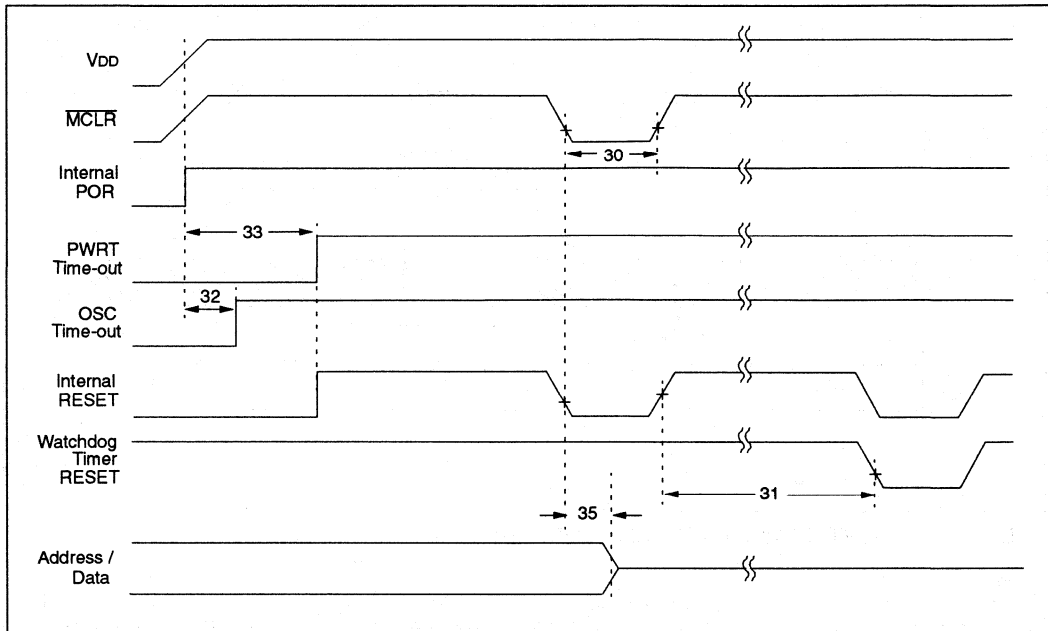 VDD
MCLR
30
Internal
POR
33
PWRT
Time-out
32
OSC
Time-out
Internal
RESET
Watchdog
Timer
RESET
31
35
Address /
Data